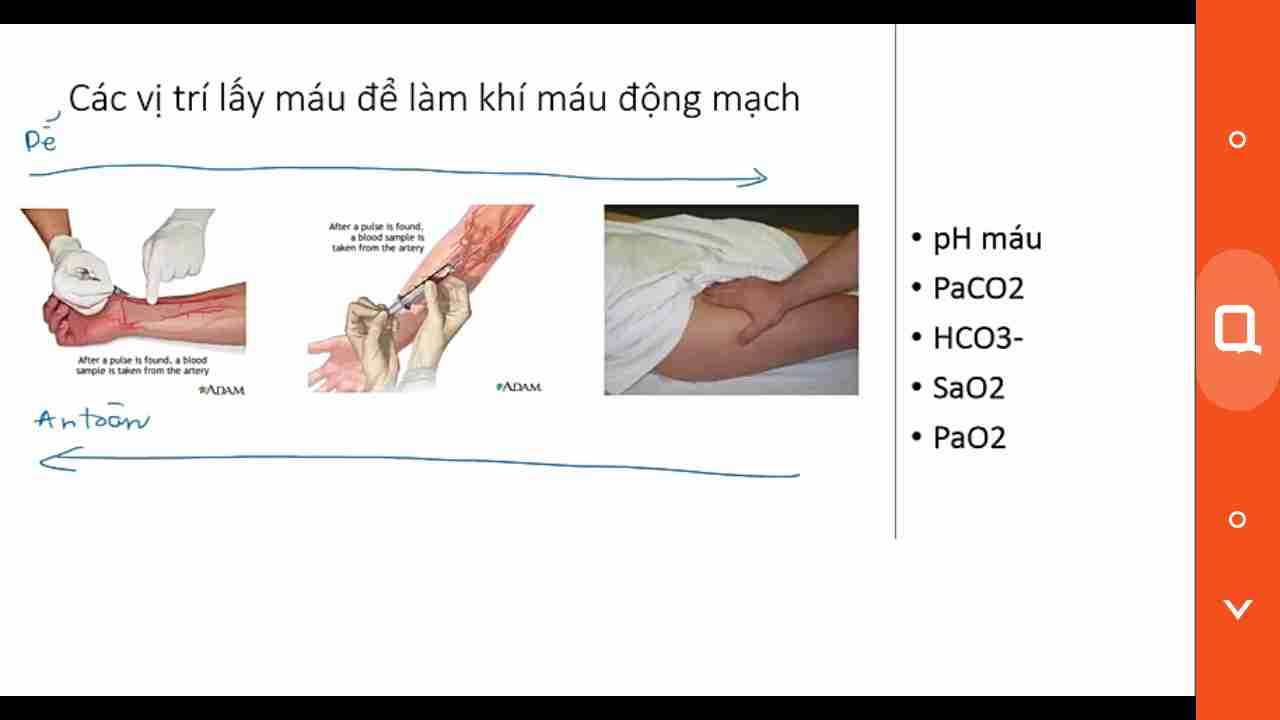 Các vị trí lấy máu để làm khí máu động mạch
Dễ
After a pulse is found, a blood
sample is taken from the artery
ADAM
After a pulse is found,
a blood sample is
taken from the artery
ADAM
An toàn
• pH máu
• PaCO2
• HCO3-
• SaO2
• PaO2